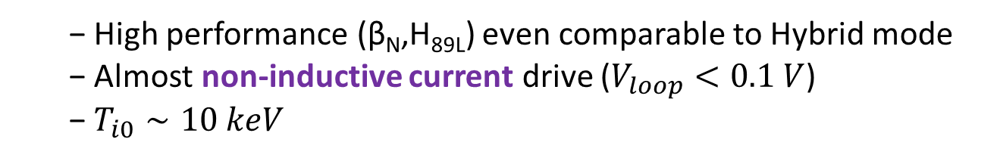 – High performance (βN,H89L) even comparable to Hybrid mode
– Almost non-inductive current drive (Vloop < 0.1 V)
– Ti0 ~ 10 keV